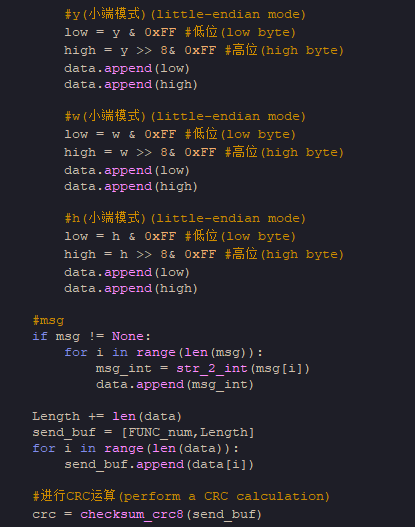 #y(小端模式)(little-endian mode)
low = y & 0xFF #低位(low byte)
high = y >> 8& 0xFF #高位(high byte)
data.append(low)
data.append(high)
#w(小端模式)(little-endian mode)
low = w & 0xFF #低位(low byte)
high = w >> 8& 0xFF #高位(high byte)
data.append(low)
data.append(high)
#h(小端模式)(little-endian mode)
low = h & 0xFF #低位(low byte)
high = h >> 8& 0xFF #高位(high byte)
data.append(low)
data.append(high)
#msg
if msg != None:
for i in range(len(msg)):
msg_int = str_2_int(msg[i])
data.append(msg_int)
Length += len(data)
send_buf = [FUNC_num,Length]
for i in range(len(data)):
send_buf.append(data[i])
#进行CRC运算(perform a CRC calculation)
crc = checksum_crc8(send_buf)